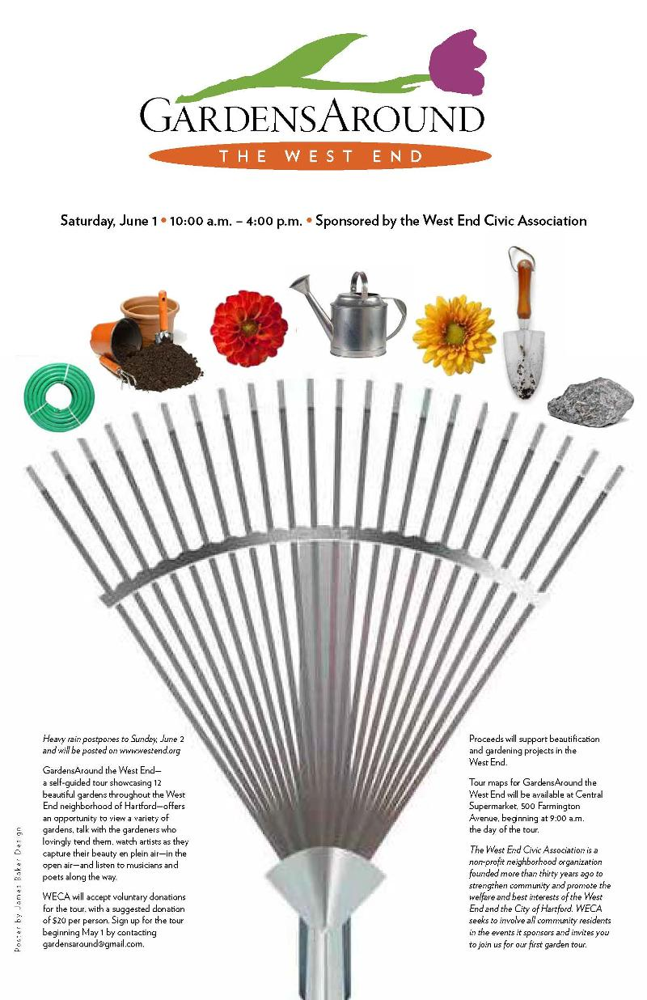 GARDENSAROUND
THE WEST END
Saturday, June 1 • 10:00 a.m. – 4:00 p.m. • Sponsored by the West End Civic Association
Heavy rain postpones to Sunday, June 2
and will be posted on www.westend.org
GardensAround the West End—
a self-guided tour showcasing 12
beautiful gardens throughout the West
End neighborhood of Hartford—offers
an opportunity to view a variety of
gardens, talk with the gardeners who
lovingly tend them, watch artists as they
capture their beauty en plein air—in the
open air—and listen to musicians and
poets along the way.
WECA will accept voluntary donations
for the tour, with a suggested donation
of $20 per person. Sign up for the tour
beginning May 1 by contacting
gardensaround@gmail.com.
Proceeds will support beautification
and gardening projects in the
West End.
Tour maps for GardensAround the
West End will be available at Central
Supermarket, 500 Farmington
Avenue, beginning at 9:00 a.m.
the day of the tour.
The West End Civic Association is a
non-profit neighborhood organization
founded more than thirty years ago to
strengthen community and promote the
welfare and best interests of the West
End and the City of Hartford. WECA
seeks to involve all community residents
in the events it sponsors and invites you
to join us for our first garden tour.
Poster by James Baker Design